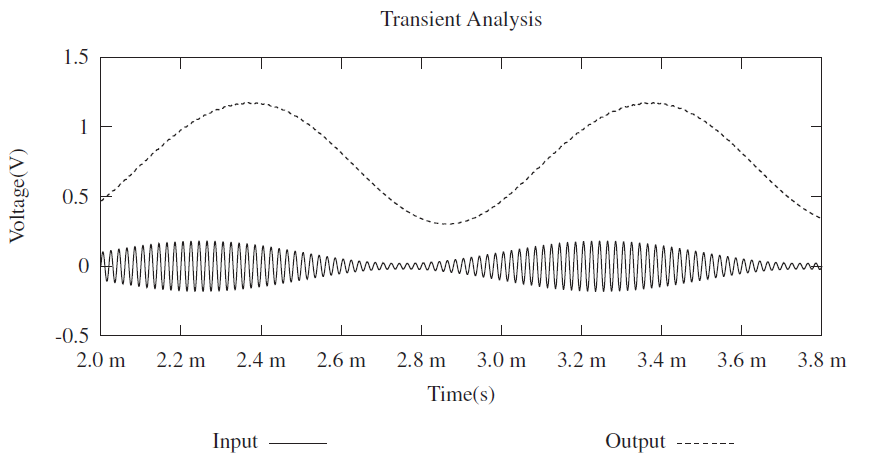 Transient Analysis
1.5
1
0.5
0
-0.5
Voltage(V)
2.0 m 2.2 m 2.4 m 2.6 m 2.8 m 3.0 m 3.2 m 3.4 m 3.6 m 3.8 m
Time(s)
Input Output